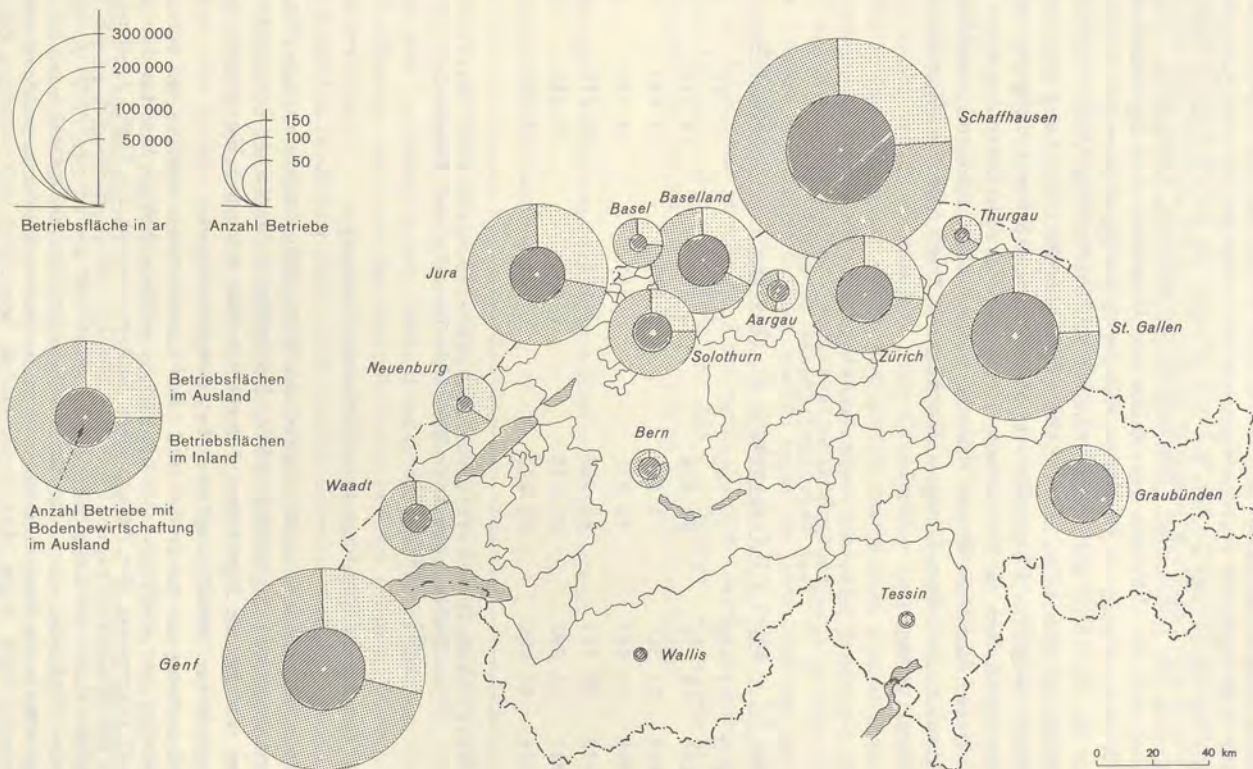 300 000
200 000
100 000
50 000
Betriebsfläche in ar
150
100
50
Anzahl Betriebe
Betriebsflächen
im Ausland
Betriebsflächen
im Inland
Anzahl Betriebe mit
Bodenbewirtschaftung
im Ausland
Schaffhausen
Basel
Baselland
Thurgau
Jura
Aargau
Zürich
St. Gallen
Solothurn
Neuenburg
Bern
Waadt
Graubünden
Tessin
Genf
Wallis
0 20 40 km